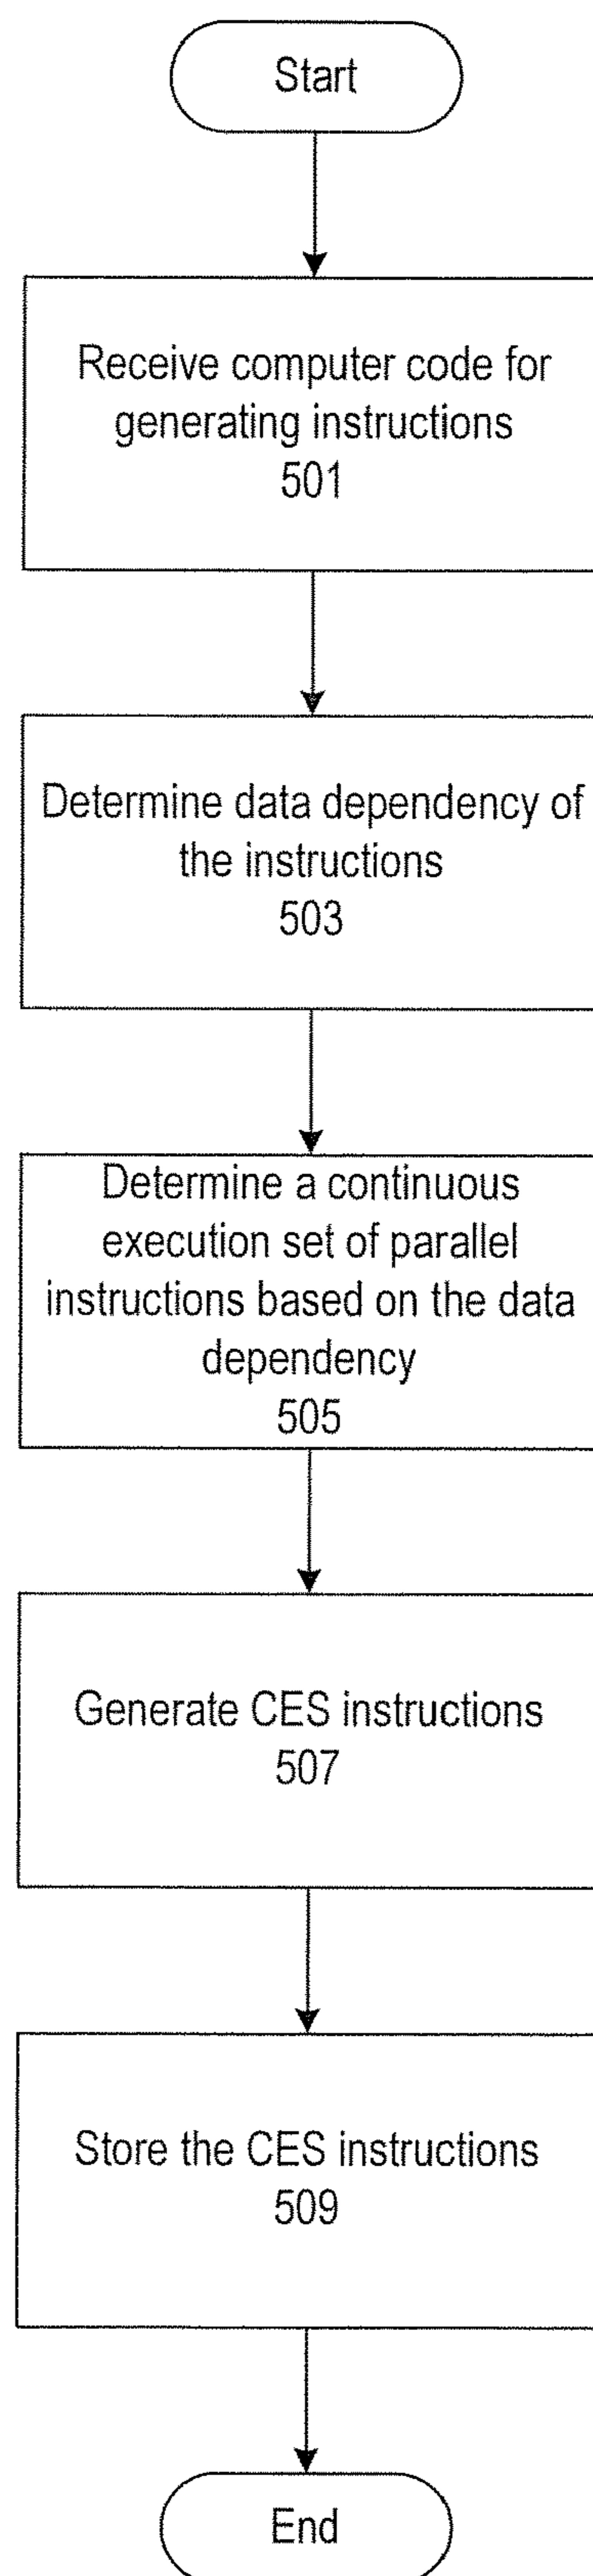 Start
Receive computer code for
generating instructions
501
Determine data dependency of
the instructions
503
Determine a continuous
execution set of parallel
instructions based on the data
dependency
505
Generate CES instructions
507
Store the CES instructions
509
End